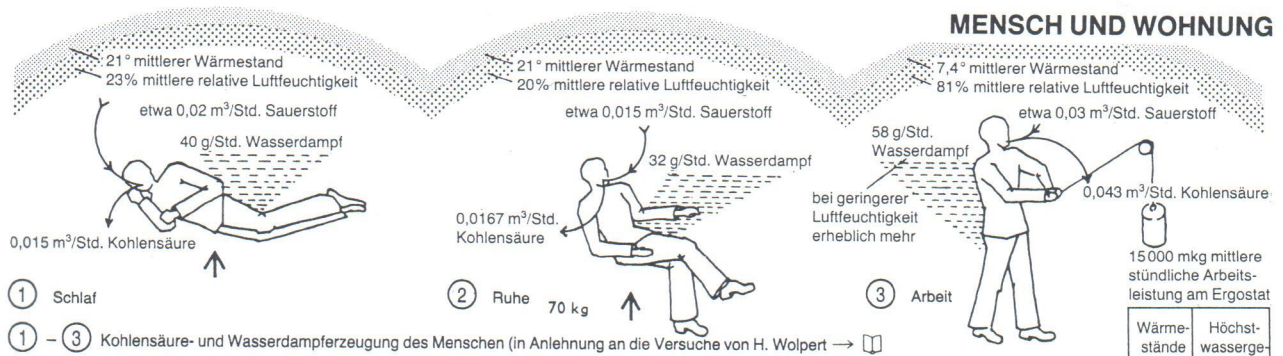 MENSCH UND WOHNUNG
21° mittlerer Wärmestand
23% mittlere relative Luftfeuchtigkeit
etwa 0,02 m³/Std. Sauerstoff
40 g/Std. Wasserdampf
0,015 m³/Std. Kohlensäure
1 Schlaf
21° mittlerer Wärmestand
20% mittlere relative Luftfeuchtigkeit
etwa 0,015 m³/Std. Sauerstoff
32 g/Std. Wasserdampf
0,0167 m³/Std.
Kohlensäure
2 Ruhe
70 kg
7,4° mittlerer Wärmestand
81% mittlere relative Luftfeuchtigkeit
etwa 0,03 m³/Std. Sauerstoff
58 g/Std.
Wasserdampf
bei geringerer
Luftfeuchtigkeit
erheblich mehr
0,043 m³/Std. Kohlensäure
15000 mkg mittlere
stündliche Arbeits-
leistung am Ergostat
3 Arbeit
1 – 3 Kohlensäure- und Wasserdampferzeugung des Menschen (in Anlehnung an die Versuche von H. Wolpert →
Wärme-
stände
Höchst-
wasserge-